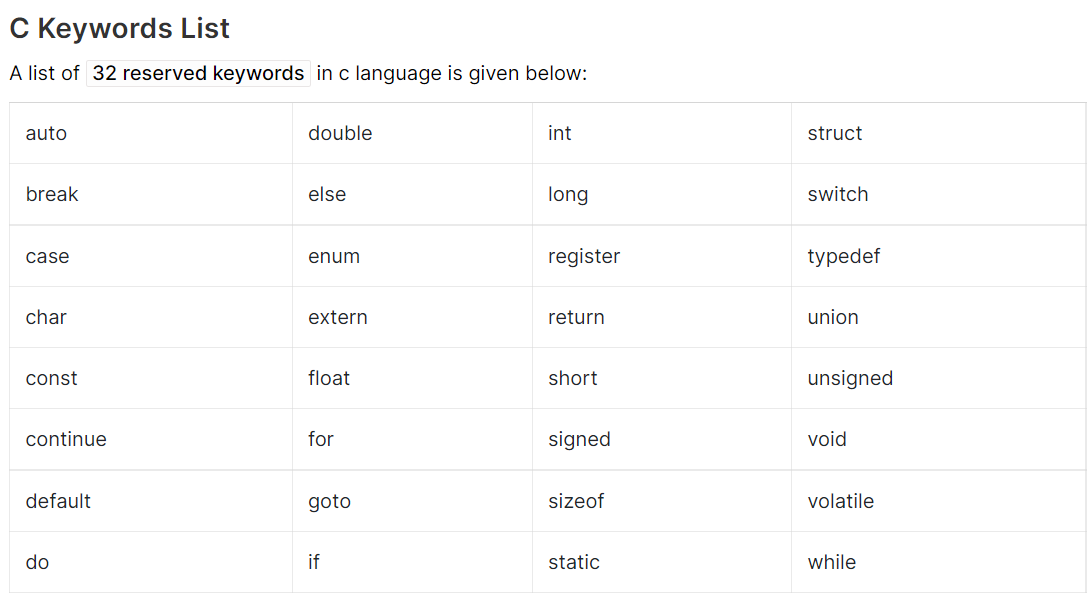 C Keywords List
A list of 32 reserved keywords in c language is given below:
auto double int struct
break else long switch
case enum register typedef
char extern return union
const float short unsigned
continue for signed void
default goto sizeof volatile
do if static while